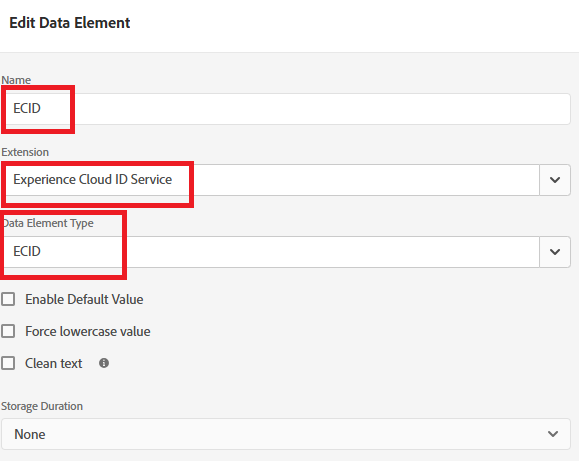 Edit Data Element
Name
ECID
Extension
Experience Cloud ID Service
Data Element Type
ECID
Enable Default Value
Force lowercase value
Clean text
Storage Duration
None